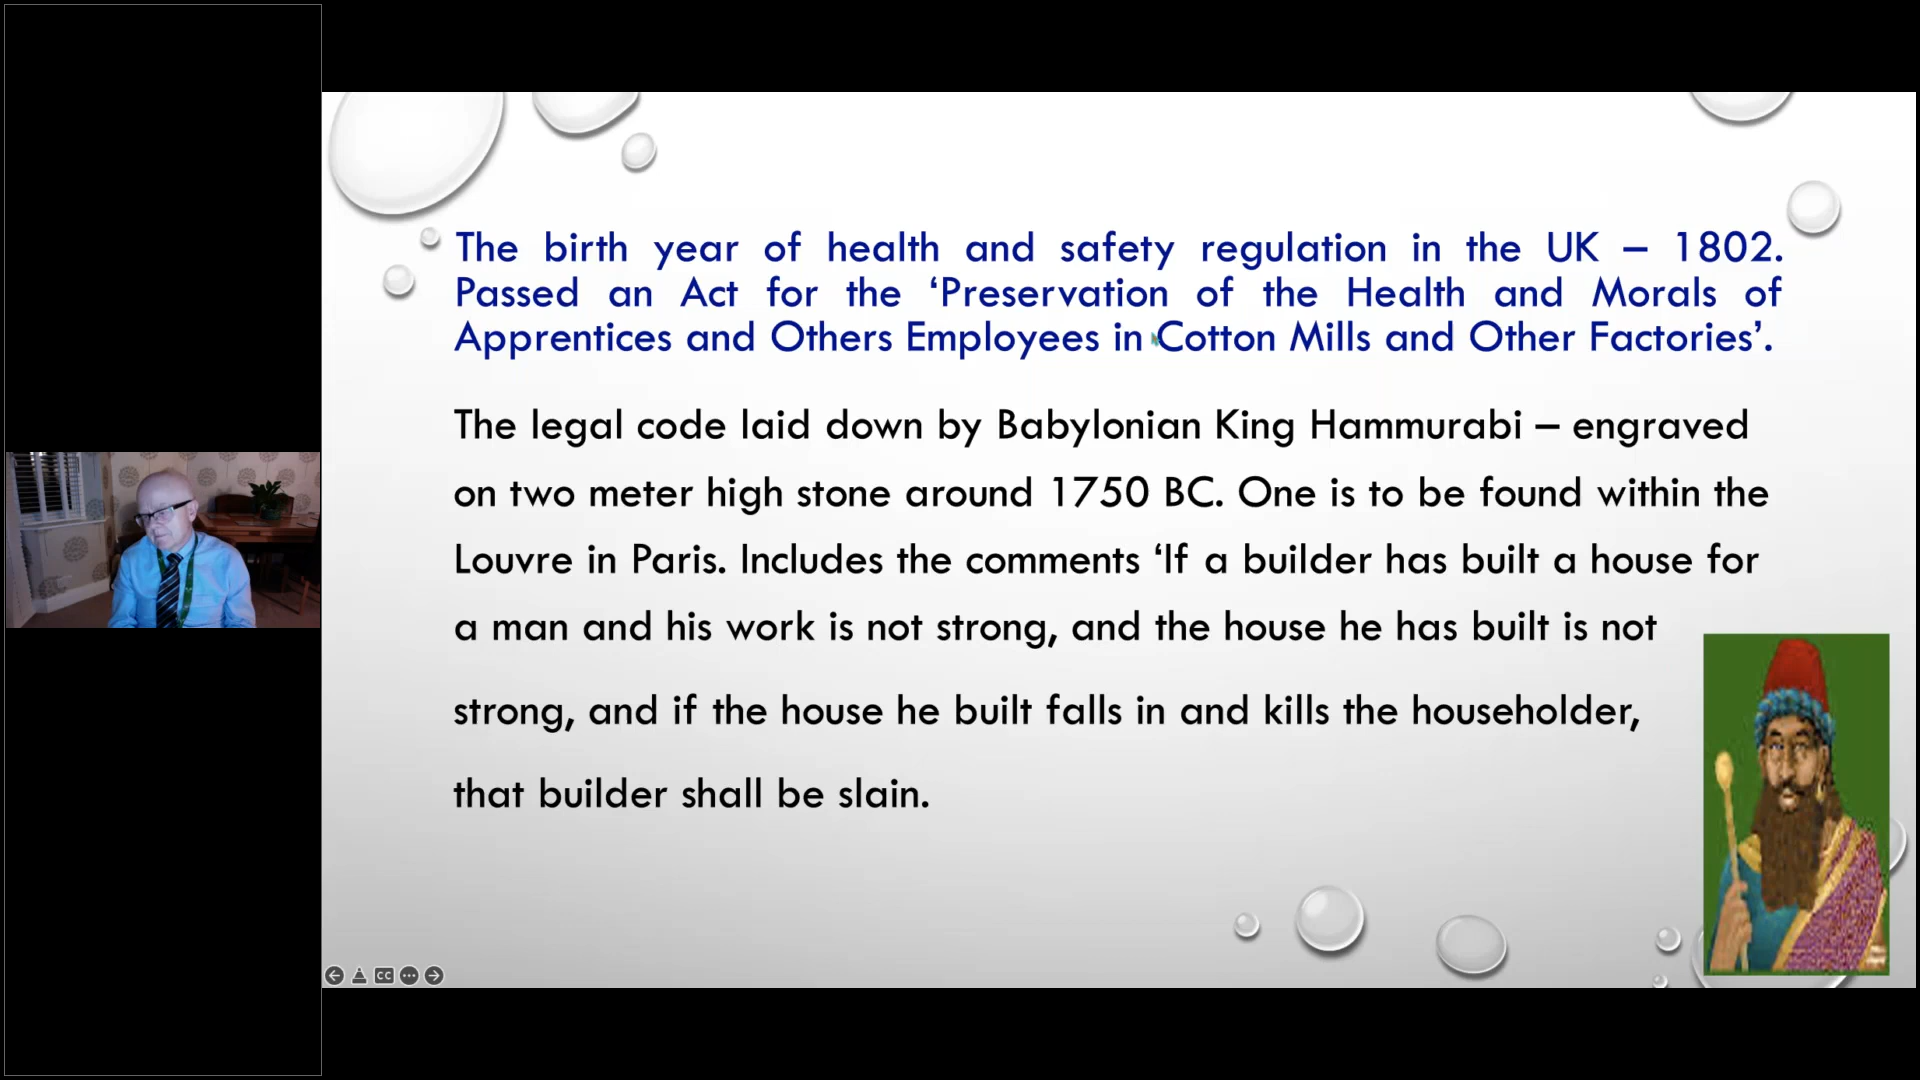 The birth year of health and safety regulation in the UK – 1802.
Passed an Act for the ‘Preservation of the Health and Morals of
Apprentices and Others Employees in Cotton Mills and Other Factories’.
The legal code laid down by Babylonian King Hammurabi – engraved
on two meter high stone around 1750 BC. One is to be found within the
Louvre in Paris. Includes the comments ‘If a builder has built a house for
a man and his work is not strong, and the house he has built is not
strong, and if the house he built falls in and kills the householder,
that builder shall be slain.
CC